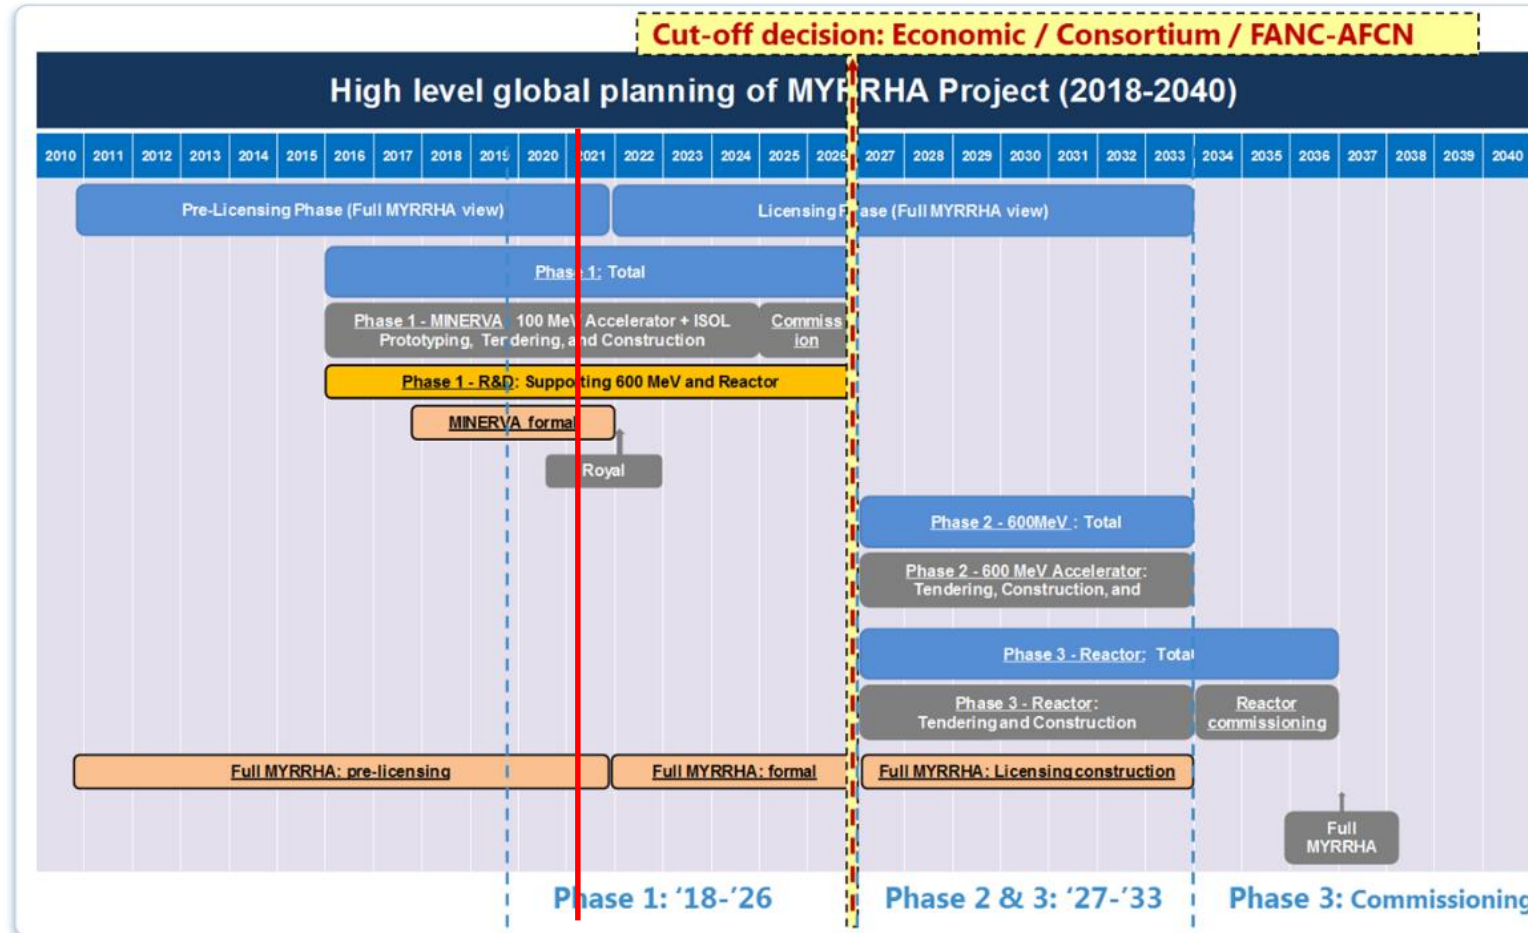 Cut-off decision: Economic / Consortium / FANC-AFCN
High level global planning of MYRRHA Project (2018-2040)
2010 2011 2012 2013 2014 2015 2016 2017 2018 2019 2020 2021 2022 2023 2024 2025 2026 2027 2028 2029 2030 2031 2032 2033 2034 2035 2036 2037 2038 2039 2040
Pre-Licensing Phase (Full MYRRHA view)
Licensing Phase (Full MYRRHA view)
Phase 1: Total
Phase 1 - MINERVA 100 MeV Accelerator + ISOL
Prototyping, Tendering, and Construction
Commiss
ion
Phase 1 - R&D: Supporting 600 MeV and Reactor
MINERVA formal
Royal
Phase 2 - 600MeV : Total
Phase 2 - 600 MeV Accelerator:
Tendering, Construction, and
Phase 3 - Reactor: Total
Phase 3 - Reactor:
Tendering and Construction
Reactor
commissioning
Full MYRRHA: pre-licensing
Full MYRRHA: formal
Full MYRRHA: Licensing construction
Full
MYRRHA
Phase 1: ‘18-‘26
Phase 2 & 3: ‘27-‘33
Phase 3: Commissioning